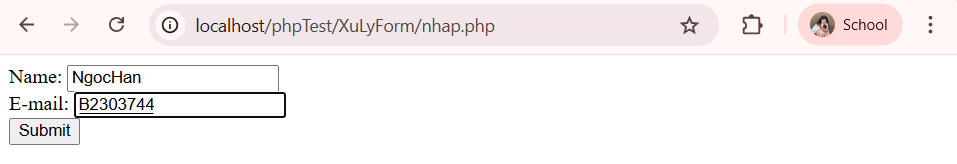 localhost/phpTest/XuLyForm/nhap.php
School
Name: NgocHan
E-mail: B2303744
Submit